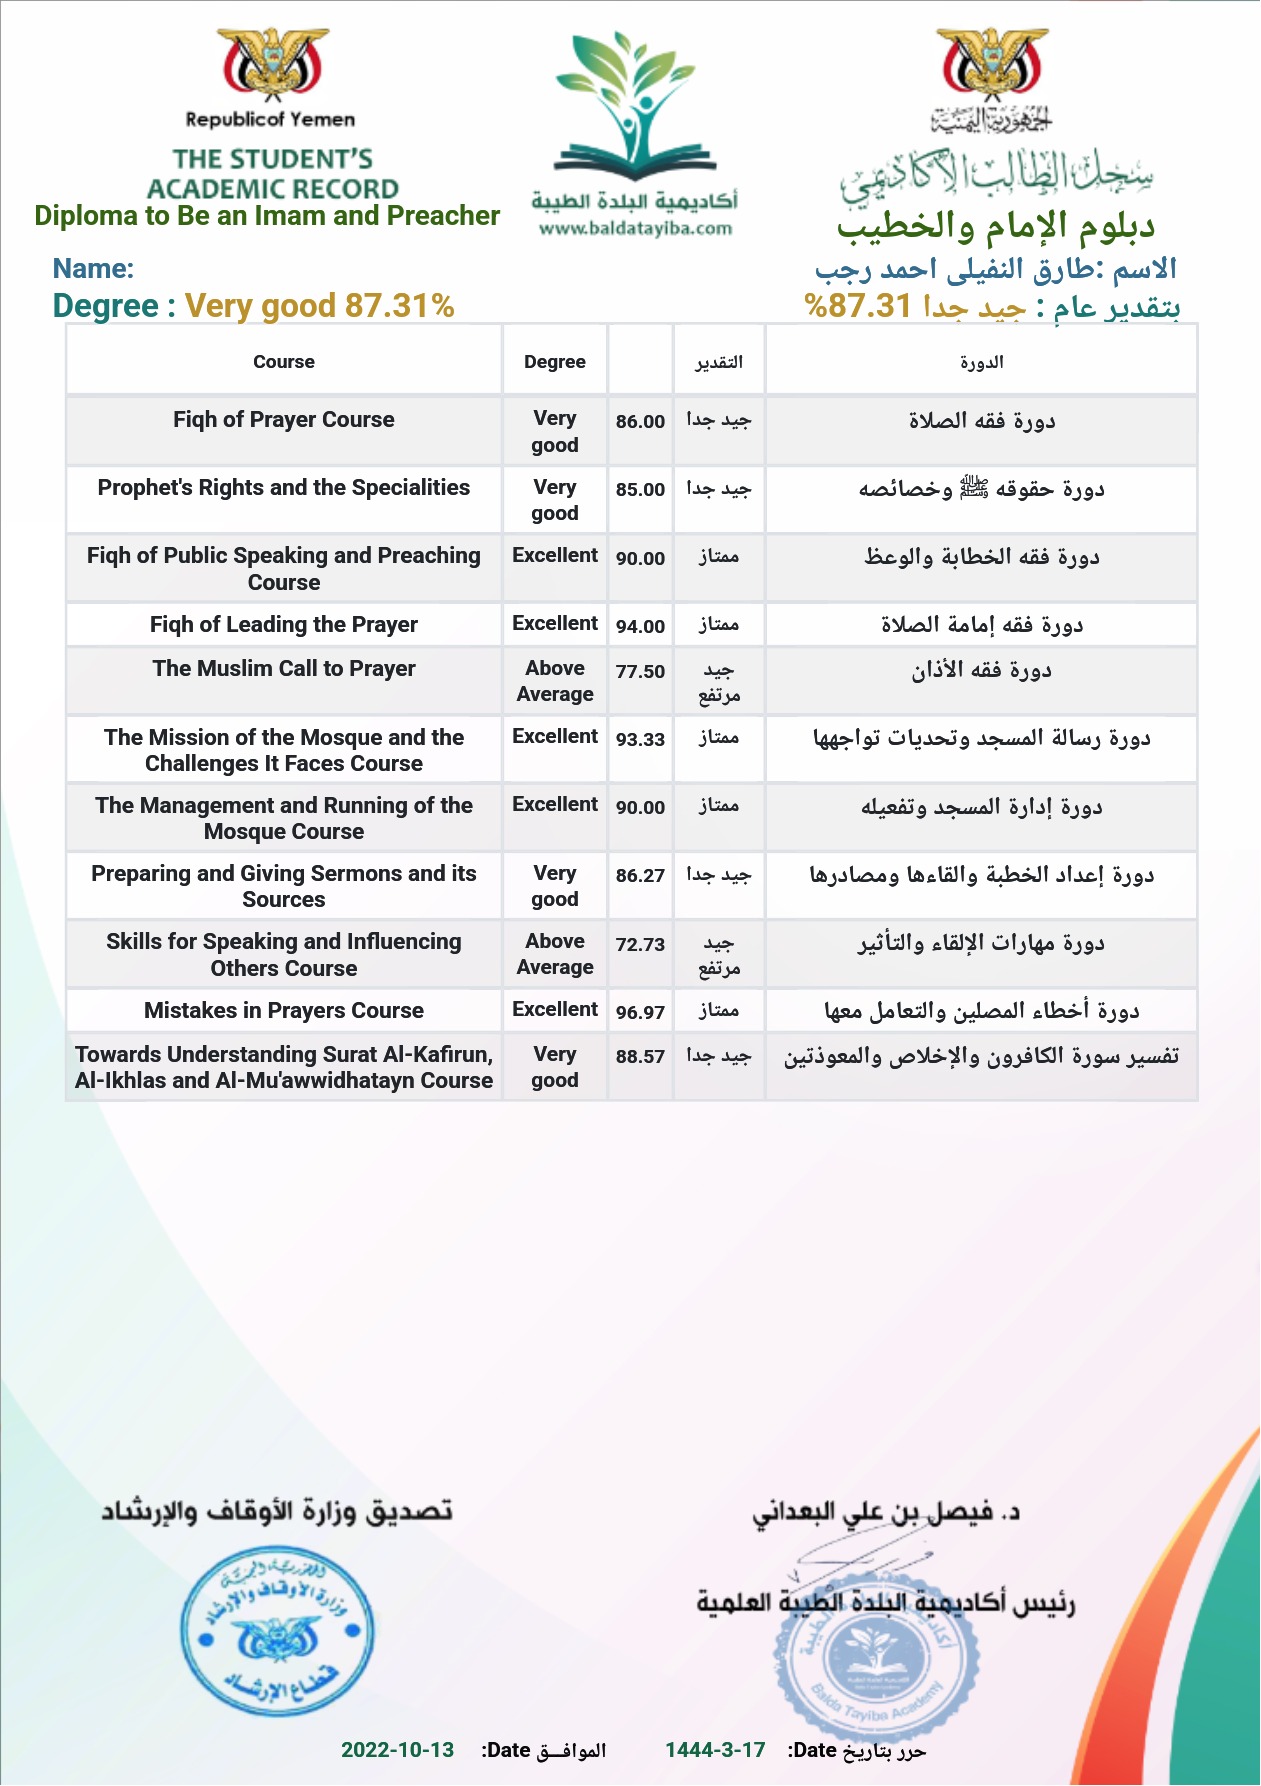 Republicof Yemen
THE STUDENT'S
ACADEMIC RECORD
Diploma to Be an Imam and Preacher
Name:
Degree : Very good 87.31%
أكاديمية البلدة الطيبة
www.baldatayiba.com
الجمهورية اليمنية
سجل الطالب الأكاديمي
دبلوم الإمام والخطيب
الاسم :طارق النفيلى احمد رجب
بتقدير عام : جيد جدا 87.31%
Course Degree التقدير الدورة
Fiqh of Prayer Course Very good 86.00 جيد جدا دورة فقه الصلاة
Prophet's Rights and the Specialities Very good 85.00 جيد جدا دورة حقوقه ﷺ وخصائصه
Fiqh of Public Speaking and Preaching Course Excellent 90.00 ممتاز دورة فقه الخطابة والوعظ
Fiqh of Leading the Prayer Excellent 94.00 ممتاز دورة فقه إمامة الصلاة
The Muslim Call to Prayer Above Average 77.50 جيد مرتفع دورة فقه الأذان
The Mission of the Mosque and the Challenges It Faces Course Excellent 93.33 ممتاز دورة رسالة المسجد وتحديات تواجهها
The Management and Running of the Mosque Course Excellent 90.00 ممتاز دورة إدارة المسجد وتفعيله
Preparing and Giving Sermons and its Sources Very good 86.27 جيد جدا دورة إعداد الخطبة والقاءها ومصادرها
Skills for Speaking and Influencing Others Course Above Average 72.73 جيد مرتفع دورة مهارات الإلقاء والتأثير
Mistakes in Prayers Course Excellent 96.97 ممتاز دورة أخطاء المصلين والتعامل معها
Towards Understanding Surat Al-Kafirun, Al-Ikhlas and Al-Mu'awwidhatayn Course Very good 88.57 جيد جدا تفسير سورة الكافرون والإخلاص والمعوذتين
د. فيصل بن علي البعداني
رئيس أكاديمية البلدة الطيبة العلمية
أكاديمية البلدة الطيبة
Balda Tayiba Academy
تصديق وزارة الأوقاف والإرشاد
الجمهورية اليمنية
وزارة الأوقاف والإرشاد
قطاع الإرشاد
حرر بتاريخ Date: 1444-3-17 الموافـــق Date: 2022-10-13